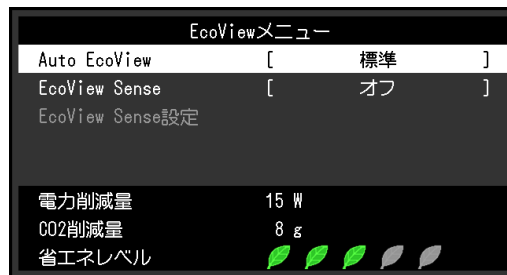 EcoViewメニュー
Auto EcoView [ 標準 ]
EcoView Sense [ オフ ]
EcoView Sense設定
電力削減量 15 W
CO2削減量 8 g
省エネレベル